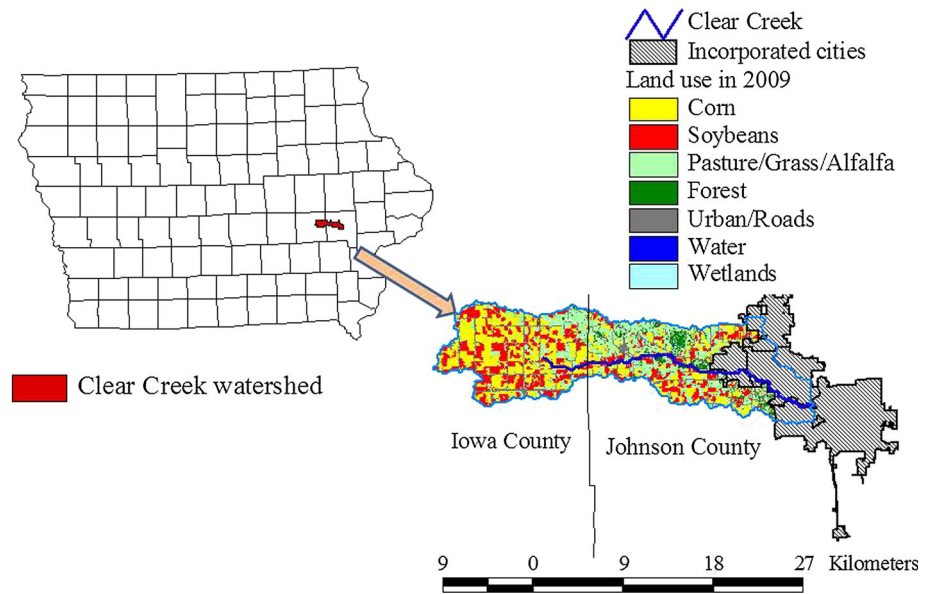 Clear Creek
Incorporated cities
Land use in 2009
Corn
Soybeans
Pasture/Grass/Alfalfa
Forest
Urban/Roads
Water
Wetlands
Clear Creek watershed
Iowa County
Johnson County
9 0 9 18 27 Kilometers